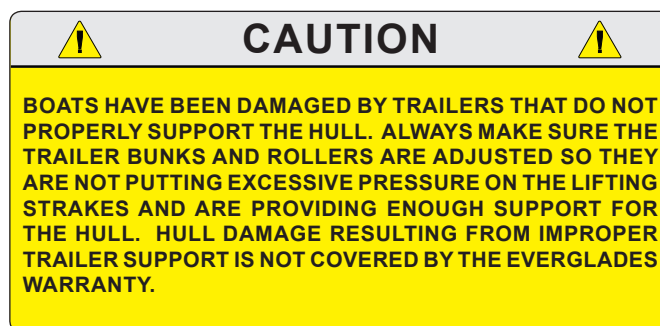 CAUTION
BOATS HAVE BEEN DAMAGED BY TRAILERS THAT DO NOT
PROPERLY SUPPORT THE HULL. ALWAYS MAKE SURE THE
TRAILER BUNKS AND ROLLERS ARE ADJUSTED SO THEY
ARE NOT PUTTING EXCESSIVE PRESSURE ON THE LIFTING
STRAKES AND ARE PROVIDING ENOUGH SUPPORT FOR
THE HULL. HULL DAMAGE RESULTING FROM IMPROPER
TRAILER SUPPORT IS NOT COVERED BY THE EVERGLADES
WARRANTY.